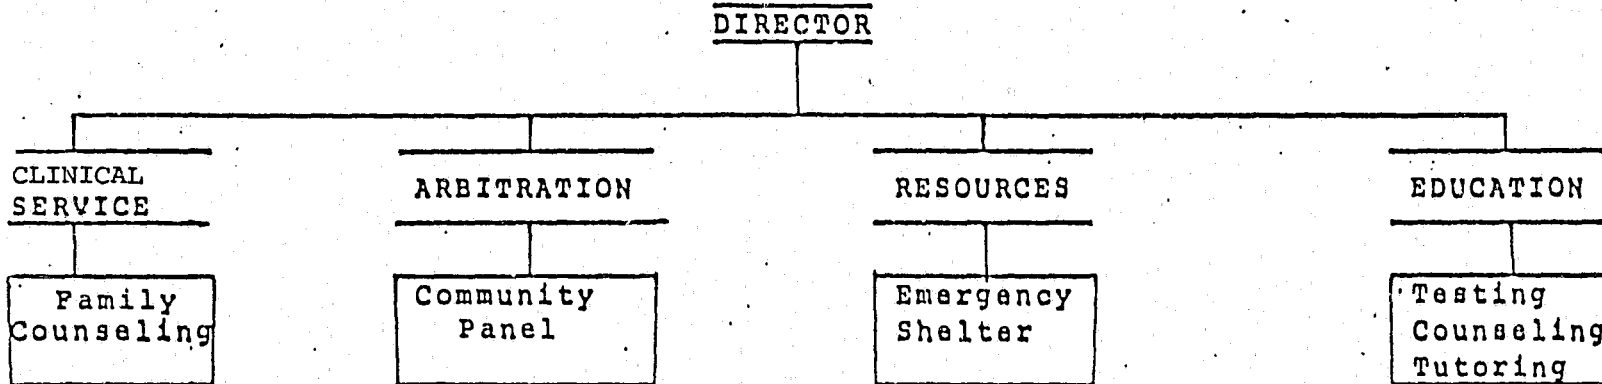 DIRECTOR
CLINICAL
SERVICE
ARBITRATION
RESOURCES
EDUCATION
Family
Counseling
Community
Panel
Emergency
Shelter
Testing
Counseling
Tutoring